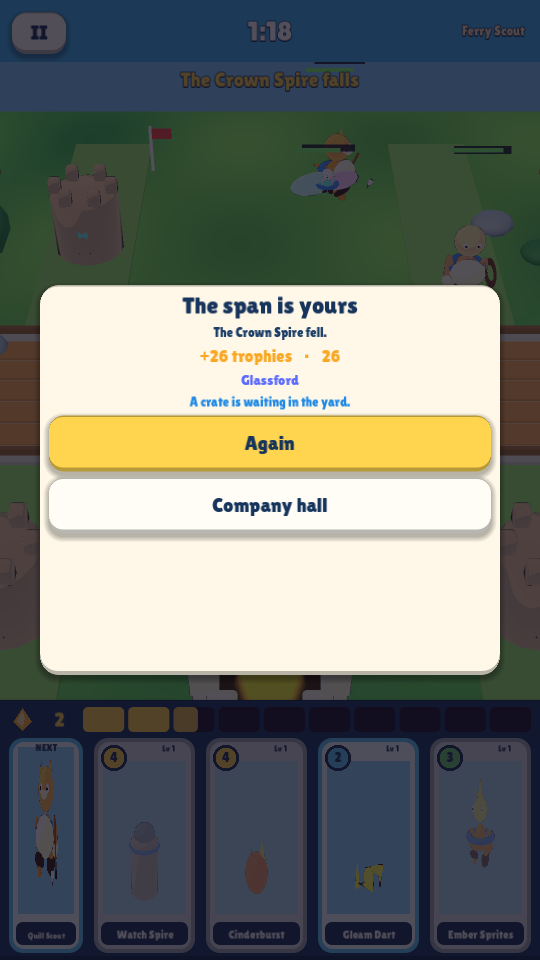 1:18
Ferry Scout
The Crown Spire falls
The span is yours
The Crown Spire fell.
+26 trophies · 26
Glassford
A crate is waiting in the yard.
Again
Company hall
2
NEXT
Quill Scout
4
Lv 1
Watch Spire
4
Lv 1
Cinderburst
2
Lv 1
Gleam Dart
3
Lv 1
Ember Sprites